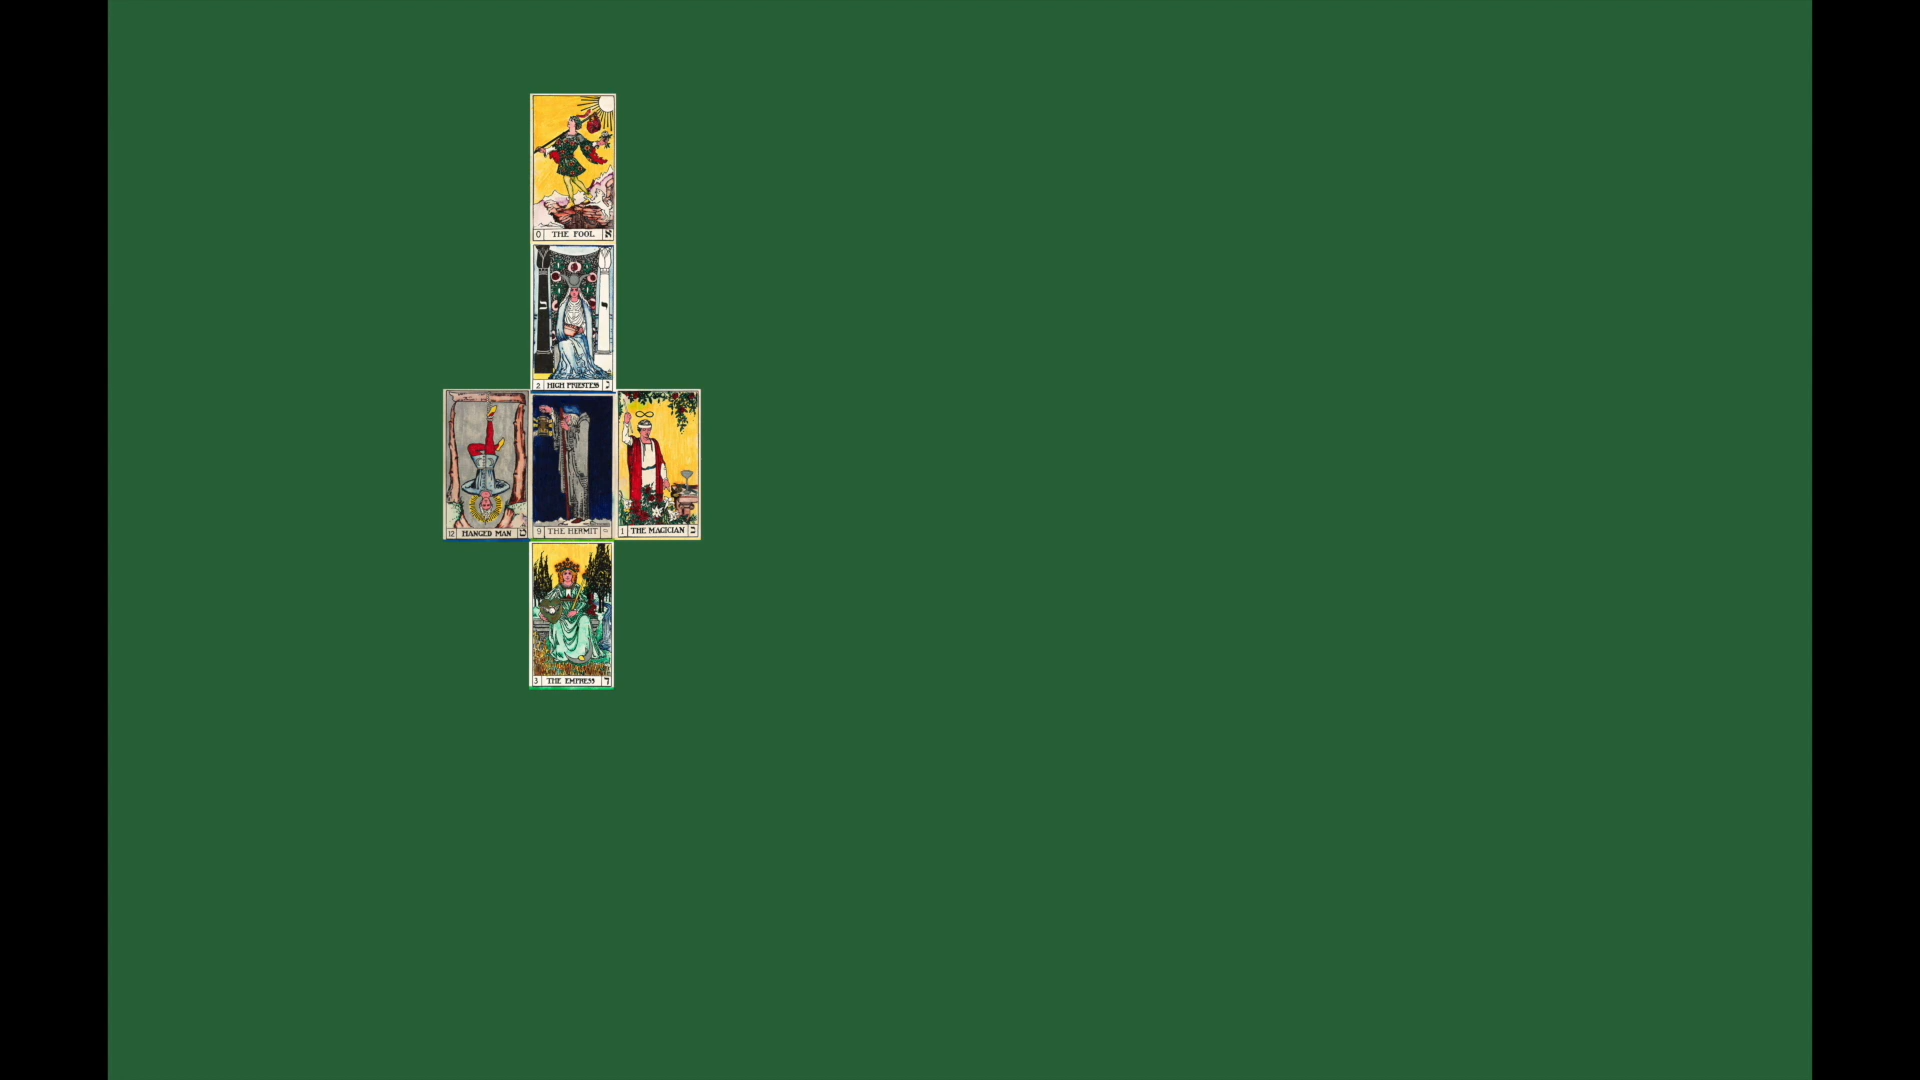 0 THE FOOL א
2 HIGH PRIESTESS ג
12 HANGED MAN מ
9 THE HERMIT י
1 THE MAGICIAN ב
3 THE EMPRESS ד